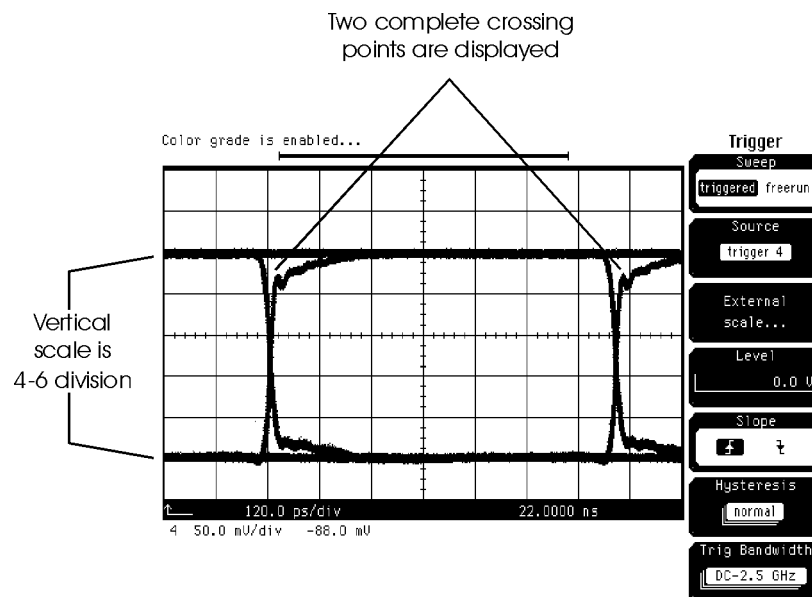 Two complete crossing
points are displayed
Color grade is enabled...
Vertical
scale is
4-6 division
120.0 ps/div 22.0000 ns
4 50.0 mV/div -88.0 mV
Trigger
Sweep
triggered freerun
Source
trigger 4
External
scale...
Level
0.0 V
Slope
Hysteresis
normal
Trig Bandwidth
DC-2.5 GHz